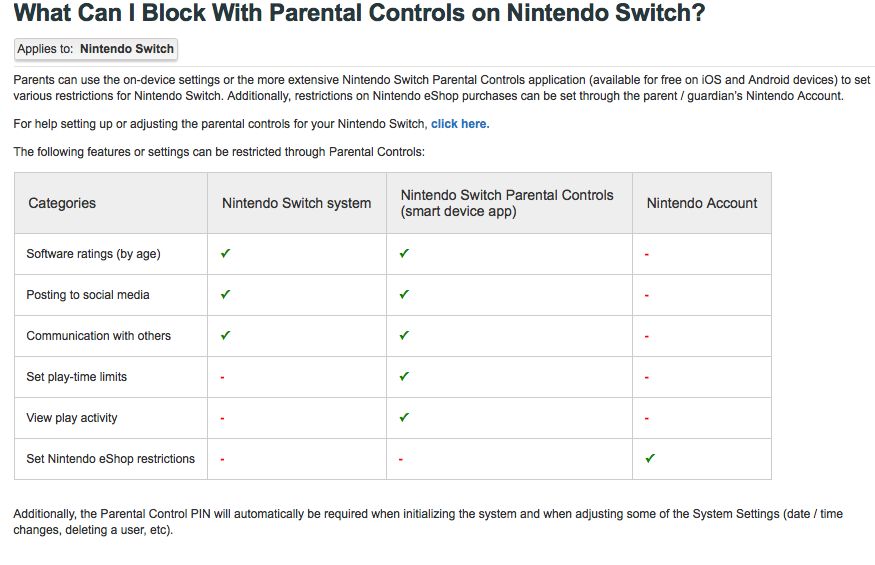 What Can I Block With Parental Controls on Nintendo Switch?
Applies to: Nintendo Switch
Parents can use the on-device settings or the more extensive Nintendo Switch Parental Controls application (available for free on iOS and Android devices) to set
various restrictions for Nintendo Switch. Additionally, restrictions on Nintendo eShop purchases can be set through the parent / guardian's Nintendo Account.
For help setting up or adjusting the parental controls for your Nintendo Switch, click here.
The following features or settings can be restricted through Parental Controls:
Categories Nintendo Switch system Nintendo Switch Parental Controls (smart device app) Nintendo Account
Software ratings (by age) ✓ ✓ -
Posting to social media ✓ ✓ -
Communication with others ✓ ✓ -
Set play-time limits - ✓ -
View play activity - ✓ -
Set Nintendo eShop restrictions - - ✓
Additionally, the Parental Control PIN will automatically be required when initializing the system and when adjusting some of the System Settings (date / time
changes, deleting a user, etc).